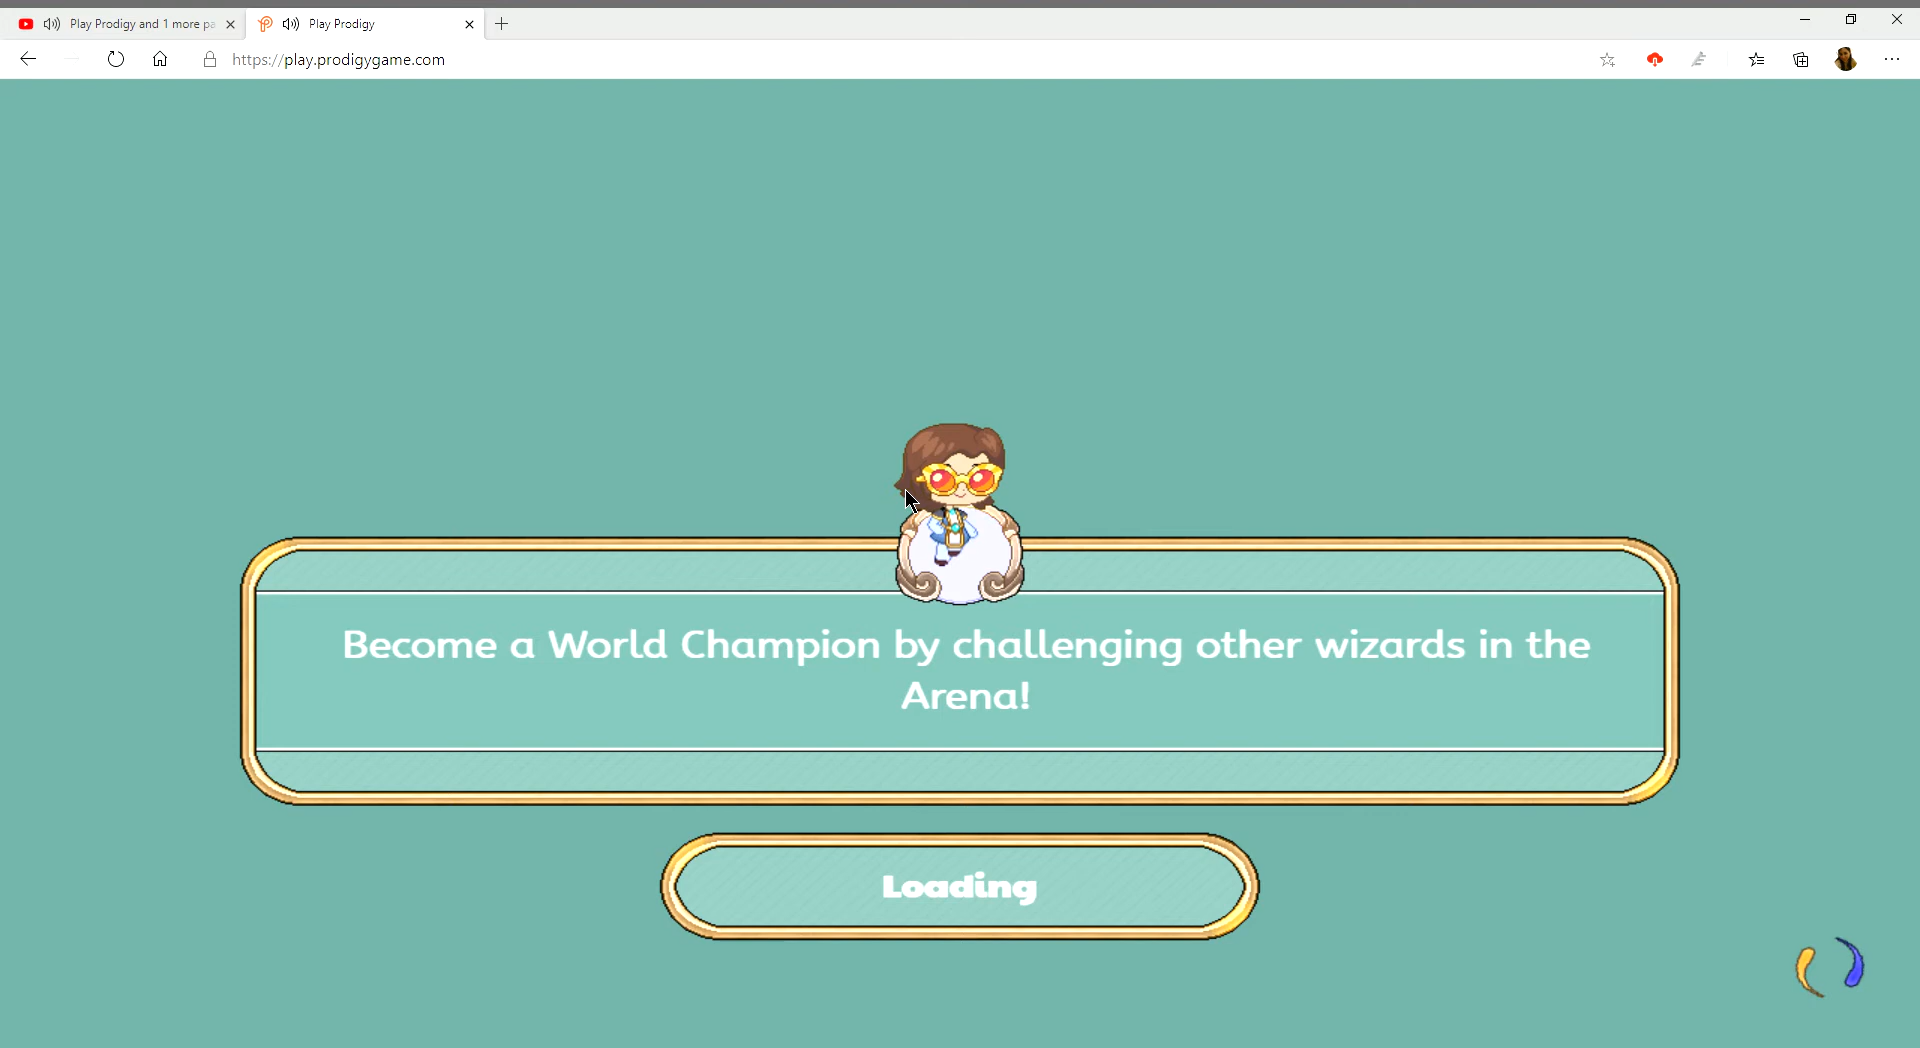 Play Prodigy and 1 more pa
Play Prodigy
https://play.prodigygame.com
Become a World Champion by challenging other wizards in the
Arena!
Loading